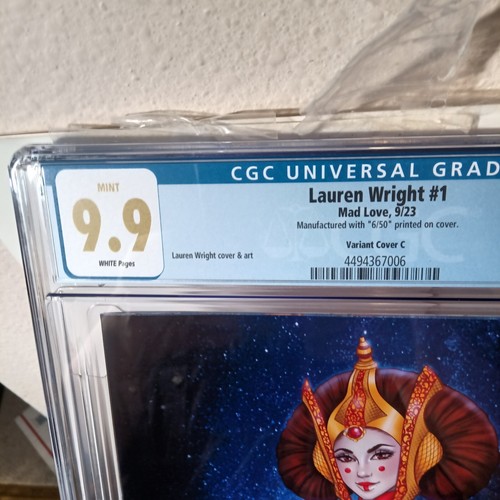 CGC UNIVERSAL GRAD
MINT
9.9
WHITE Pages
Lauren Wright cover & art
Lauren Wright #1
Mad Love, 9/23
Manufactured with "6/50" printed on cover.
Variant Cover C
4494367006